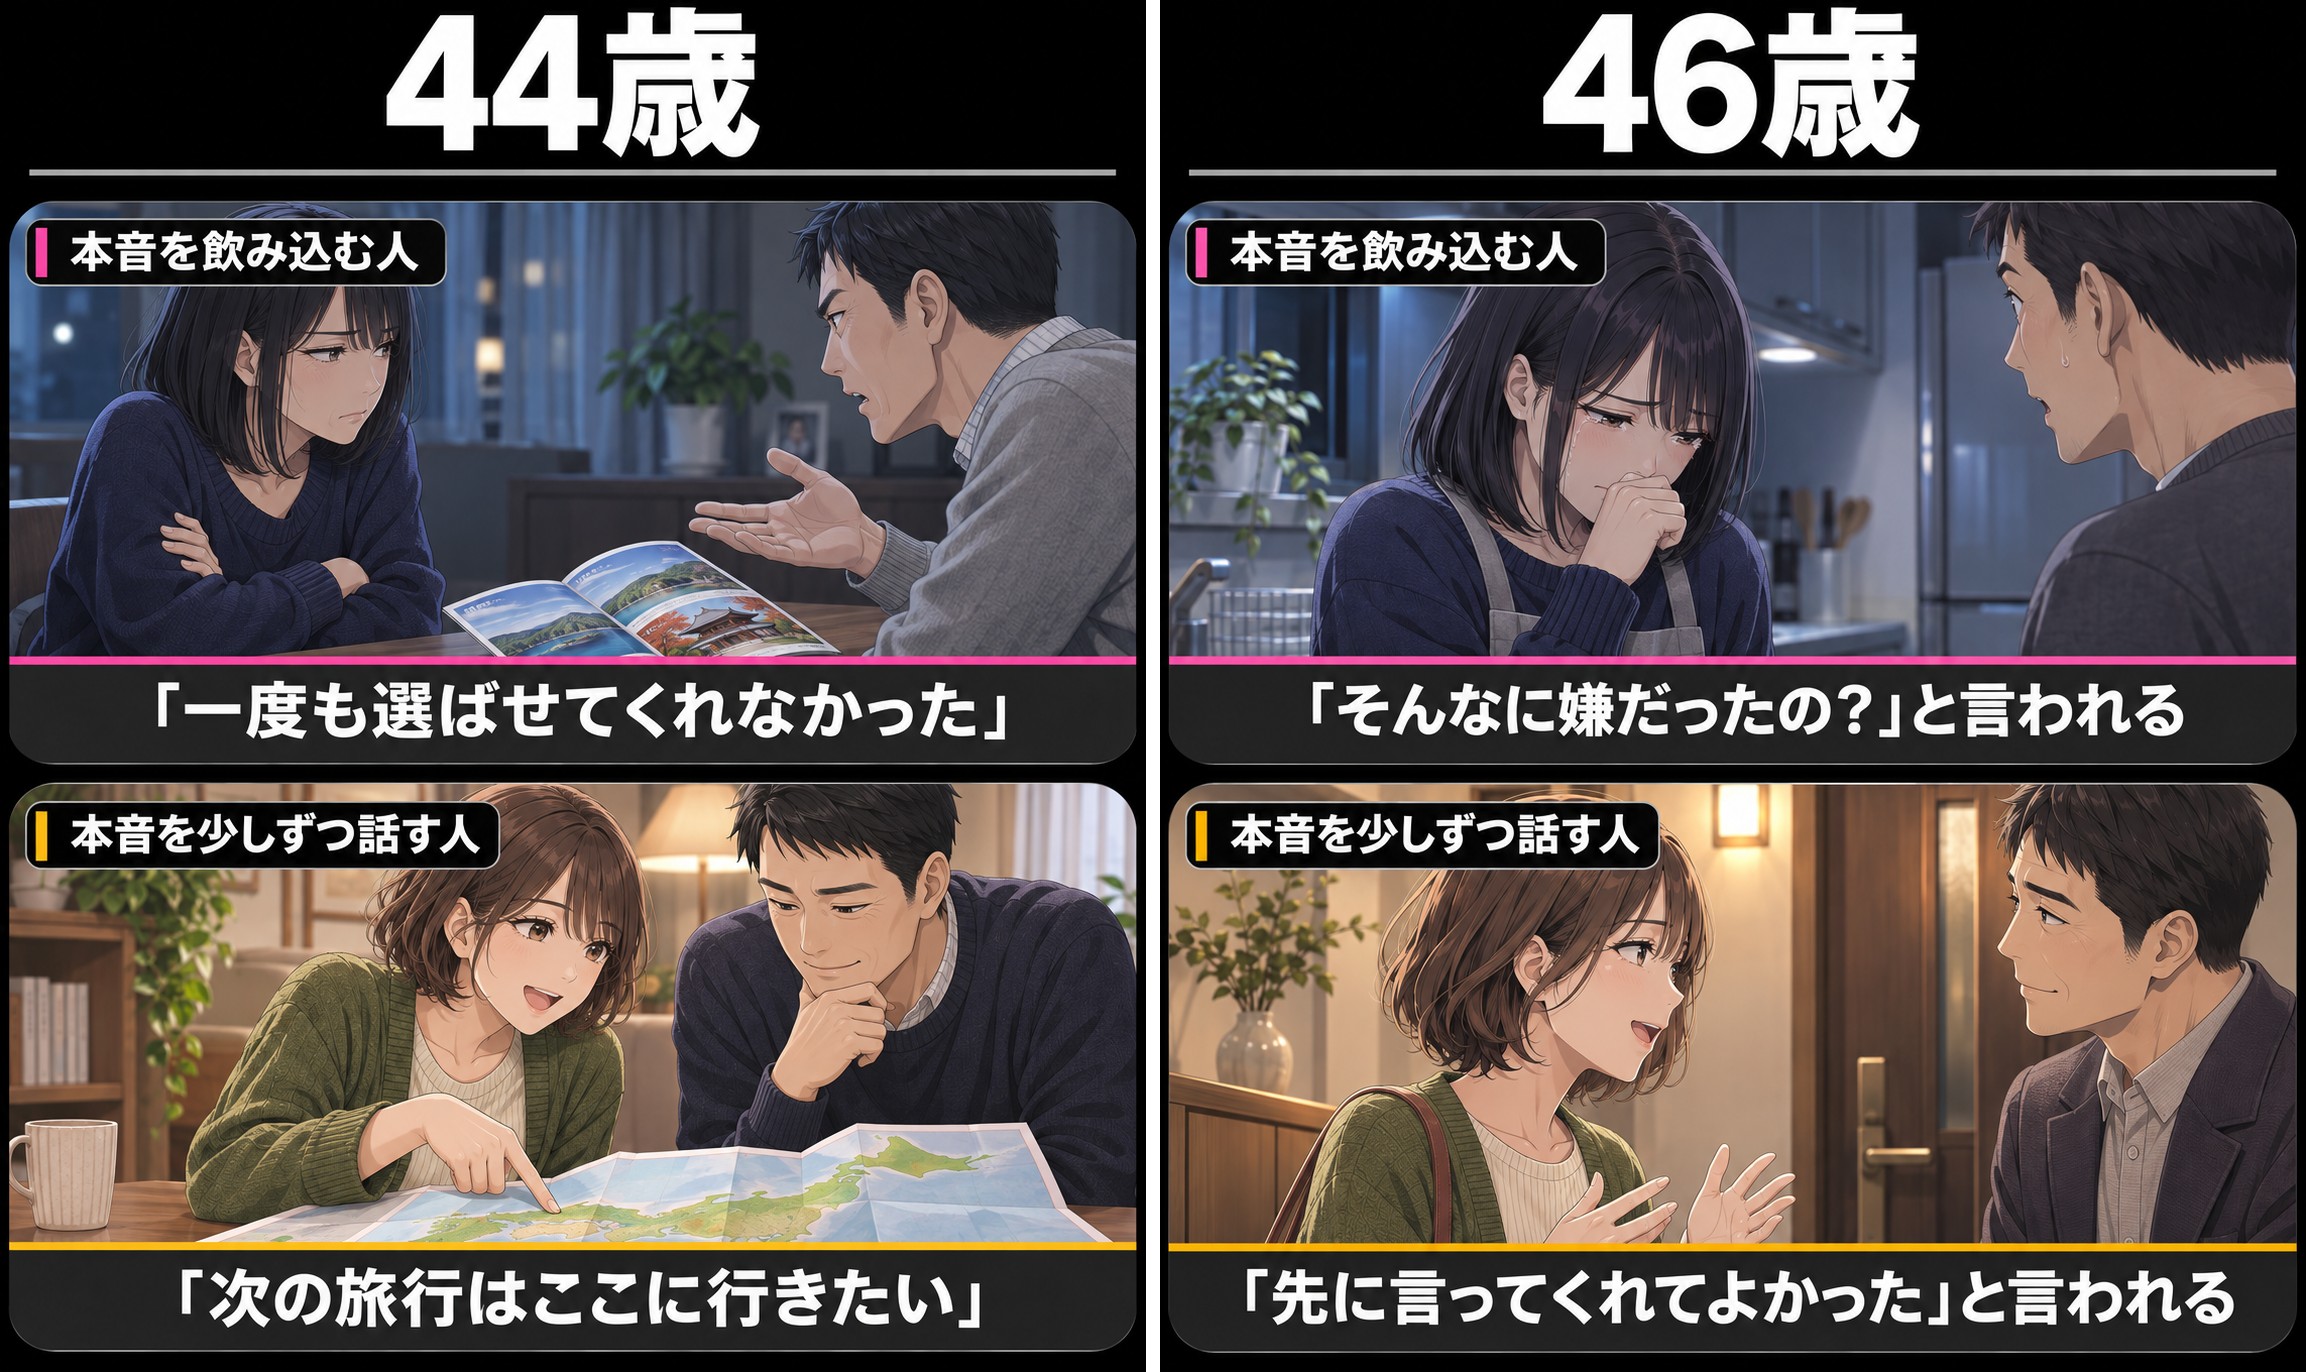 44歳
本音を飲み込む人
「一度も選ばせてくれなかった」
本音を少しずつ話す人
「次の旅行はここに行きたい」
46歳
本音を飲み込む人
「そんなに嫌だったの?」と言われる
本音を少しずつ話す人
「先に言ってくれてよかった」と言われる